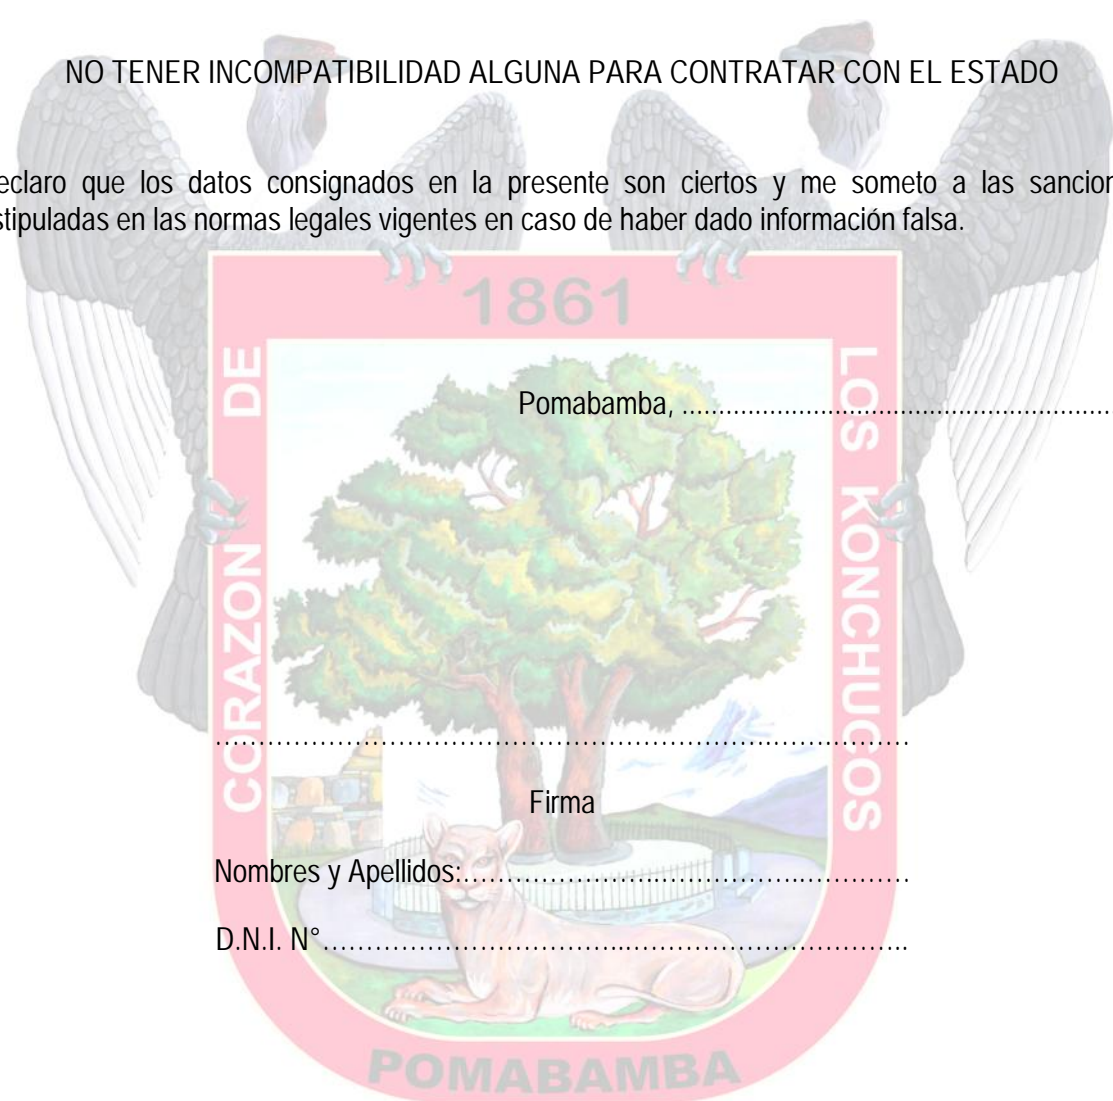 NO TENER INCOMPATIBILIDAD ALGUNA PARA CONTRATAR CON EL ESTADO
eclaro que los datos consignados en la presente son ciertos y me someto a las sancion
stipuladas en las normas legales vigentes en caso de haber dado información falsa.
1861
CORAZON DE
LOS KONCHUCOS
Pomabamba, ..............................................................
..............................................................................
Firma
Nombres y Apellidos:..............................................................
D.N.I. N°..............................................................................
POMABAMBA